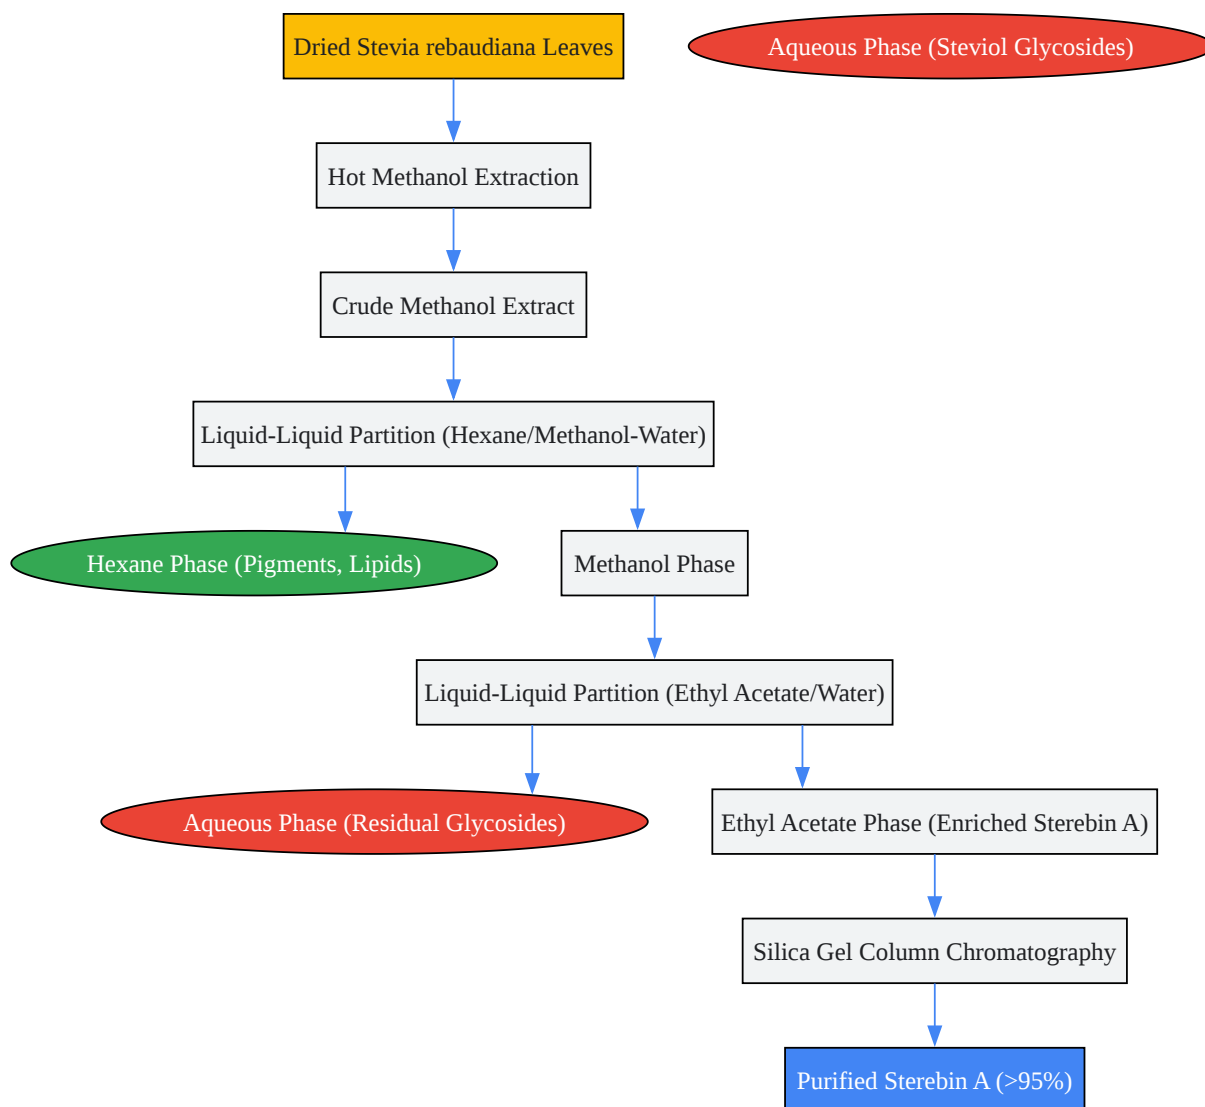 Dried Stevia rebaudiana Leaves
Aqueous Phase (Steviol Glycosides)
Hot Methanol Extraction
Crude Methanol Extract
Liquid-Liquid Partition (Hexane/Methanol-Water)
Hexane Phase (Pigments, Lipids)
Methanol Phase
Liquid-Liquid Partition (Ethyl Acetate/Water)
Aqueous Phase (Residual Glycosides)
Ethyl Acetate Phase (Enriched Sterebin A)
Silica Gel Column Chromatography
Purified Sterebin A (>95%)